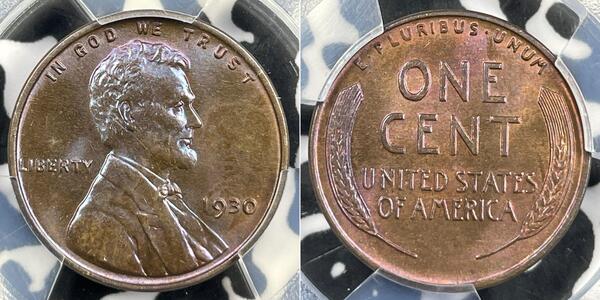 IN GOD WE TRUST
LIBERTY
1930
E·PLURIBUS·UNUM
ONE
CENT
UNITED STATES
OF AMERICA